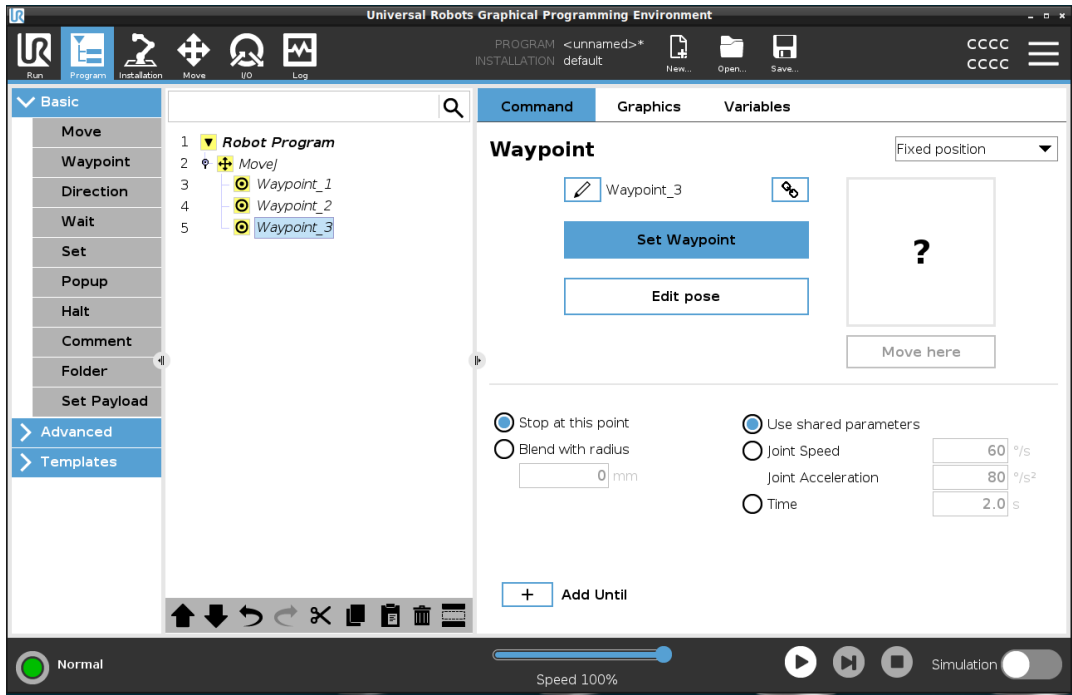 Universal Robots Graphical Programming Environment
UR
Run
Program
Installation
Move
I/O
Log
PROGRAM <unnamed>*
INSTALLATION default
New...
Open...
Save...
CCCC
CCCC
Basic
Move
Waypoint
Direction
Wait
Set
Popup
Halt
Comment
Folder
Set Payload
Advanced
Templates
1 Robot Program
2 MoveJ
3 Waypoint_1
4 Waypoint_2
5 Waypoint_3
Command Graphics Variables
Waypoint
Fixed position
Waypoint_3
Set Waypoint
Edit pose
?
Move here
Stop at this point
Blend with radius
0 mm
Use shared parameters
Joint Speed 60 °/s
Joint Acceleration 80 °/s²
Time 2.0 s
+ Add Until
Normal
Speed 100%
Simulation